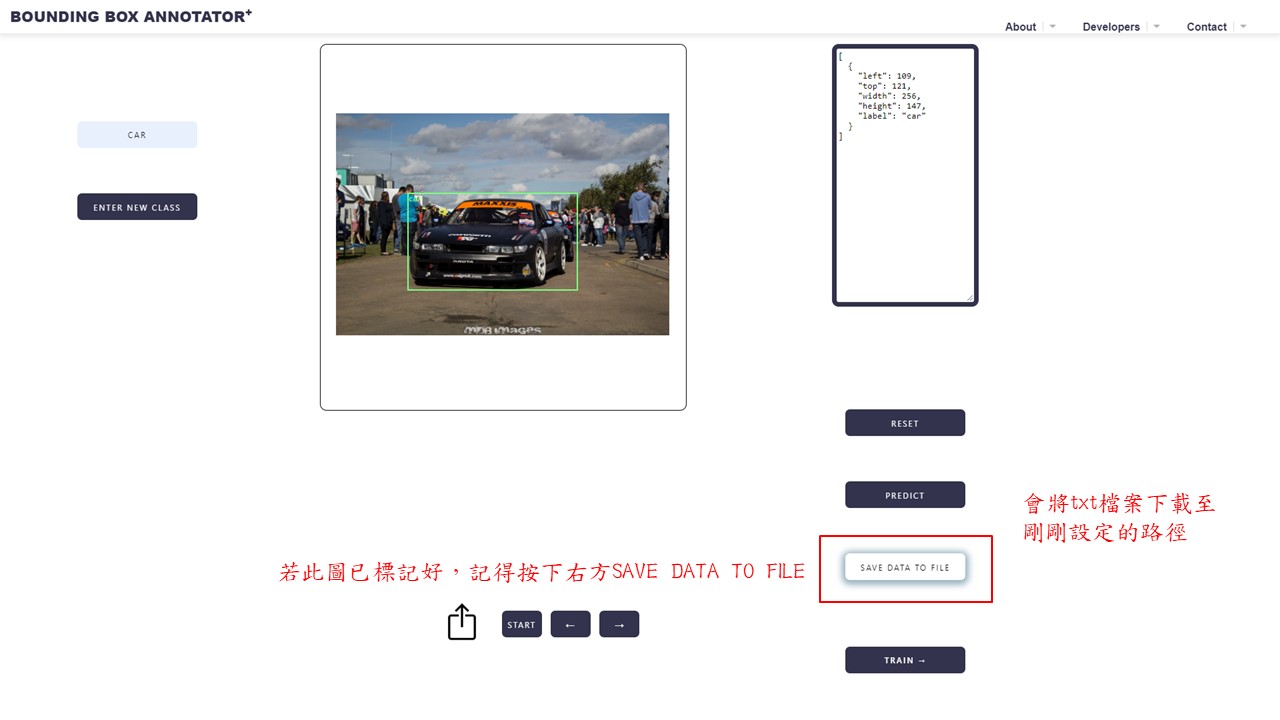 BOUNDING BOX ANNOTATOR+
About
Developers
Contact
CAR
ENTER NEW CLASS
car
MAXXIS
MDB IMAGES
[
{
"left": 109,
"top": 121,
"width": 256,
"height": 147,
"label": "car"
}
]
RESET
PREDICT
會將txt檔案下載至
剛剛設定的路徑
若此圖已標記好，記得按下右方SAVE DATA TO FILE
SAVE DATA TO FILE
START
←
→
TRAIN →